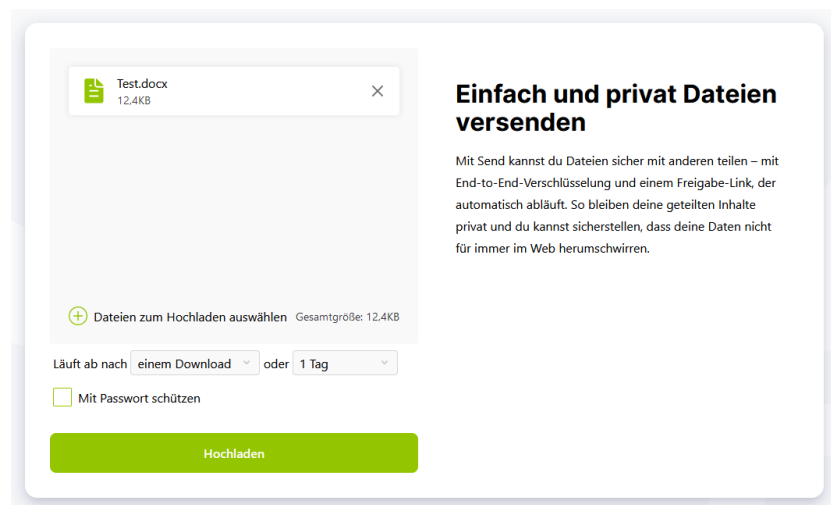 Test.docx
12,4KB
Dateien zum Hochladen auswählen Gesamtgröße: 12,4KB
Läuft ab nach einem Download oder 1 Tag
Mit Passwort schützen
Hochladen
Einfach und privat Dateien
versenden
Mit Send kannst du Dateien sicher mit anderen teilen – mit
End-to-End-Verschlüsselung und einem Freigabe-Link, der
automatisch abläuft. So bleiben deine geteilten Inhalte
privat und du kannst sicherstellen, dass deine Daten nicht
für immer im Web herumschwirren.